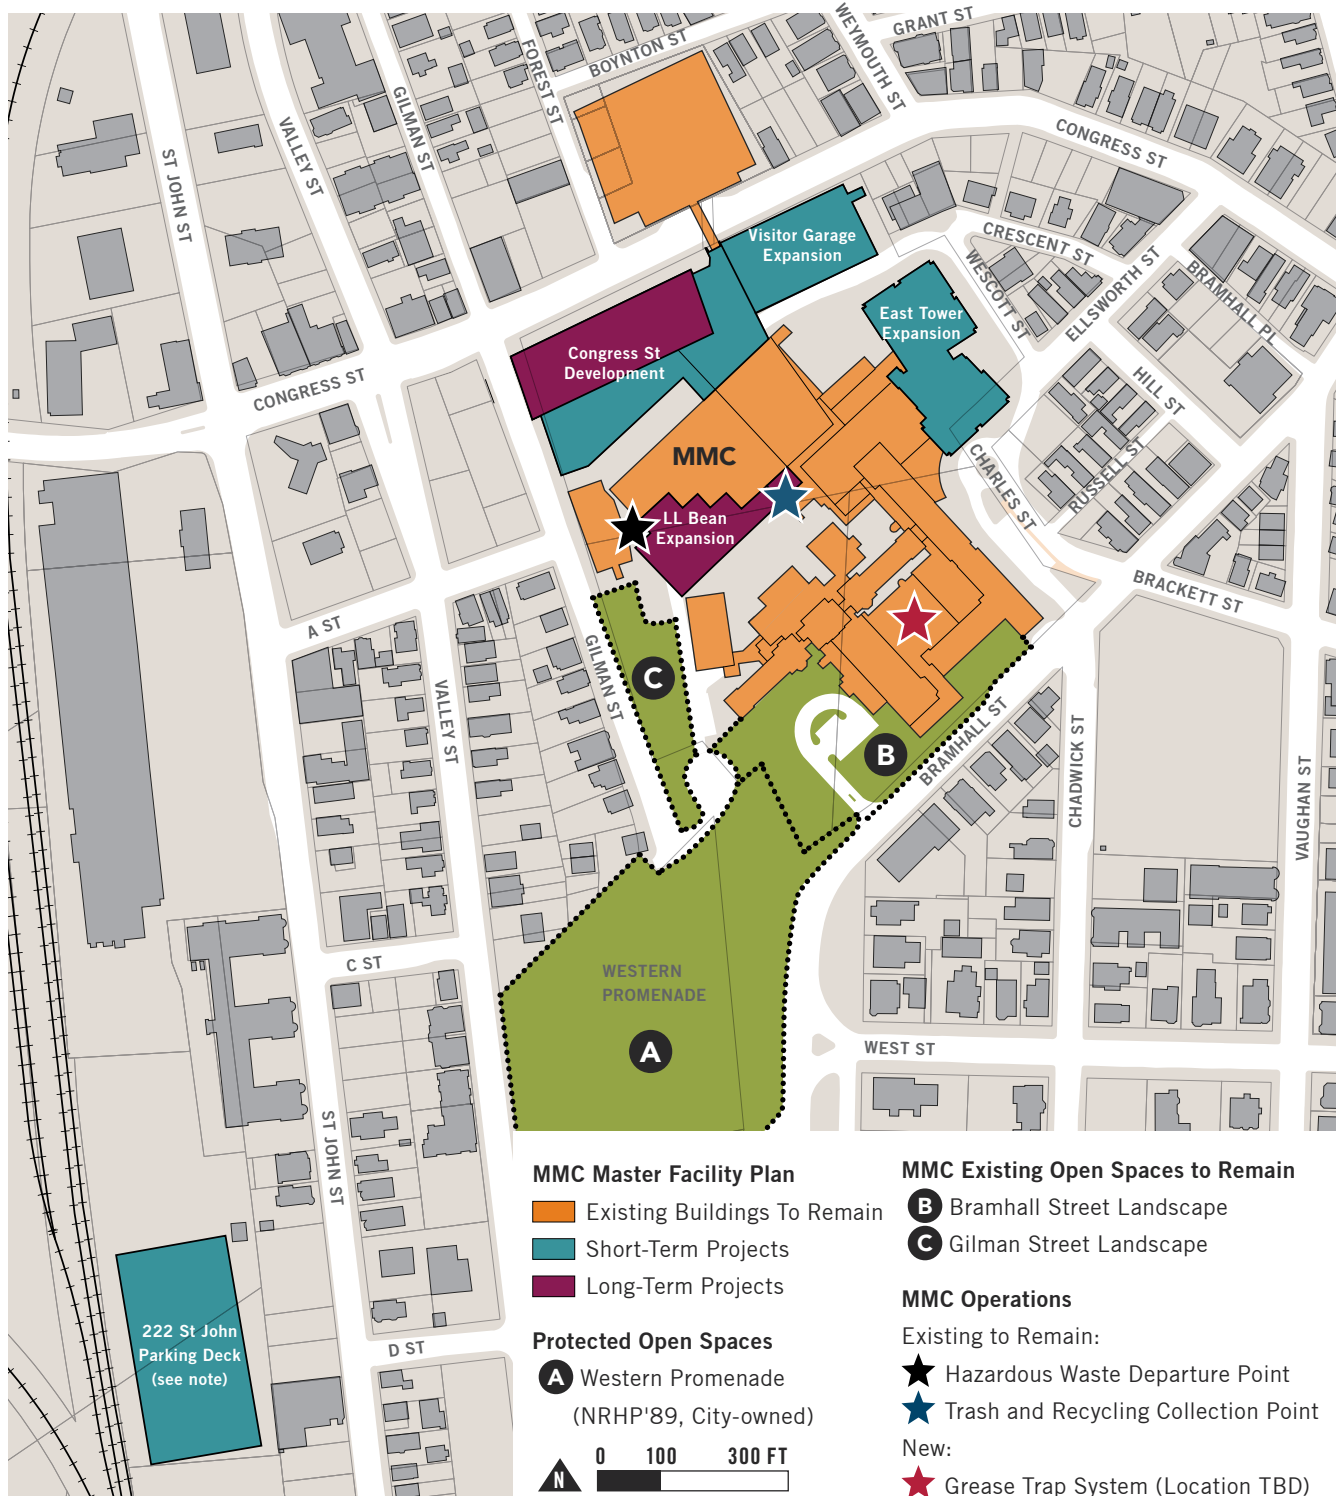 WEYMOUTH ST
GRANT ST
BOYNTON ST
FOREST ST
GILMAN ST
VALLEY ST
ST JOHN ST
CONGRESS ST
Visitor Garage
Expansion
CRESCENT ST
WESCOTT ST
ELLSWORTH ST
BRAMHALL PL
East Tower
Expansion
Congress St
Development
CONGRESS ST
HILL ST
MMC
RUSSELL ST
CHARLES ST
LL Bean
Expansion
BRACKETT ST
A ST
GILMAN ST
VALLEY ST
C
B
BRAMHALL ST
CHADWICK ST
VAUGHAN ST
C ST
WESTERN
PROMENADE
A
WEST ST
ST JOHN ST
D ST
222 St John
Parking Deck
(see note)
MMC Master Facility Plan
Existing Buildings To Remain
Short-Term Projects
Long-Term Projects
Protected Open Spaces
A Western Promenade
(NRHP'89, City-owned)
N
0 100 300 FT
MMC Existing Open Spaces to Remain
B Bramhall Street Landscape
C Gilman Street Landscape
MMC Operations
Existing to Remain:
Hazardous Waste Departure Point
Trash and Recycling Collection Point
New:
Grease Trap System (Location TBD)